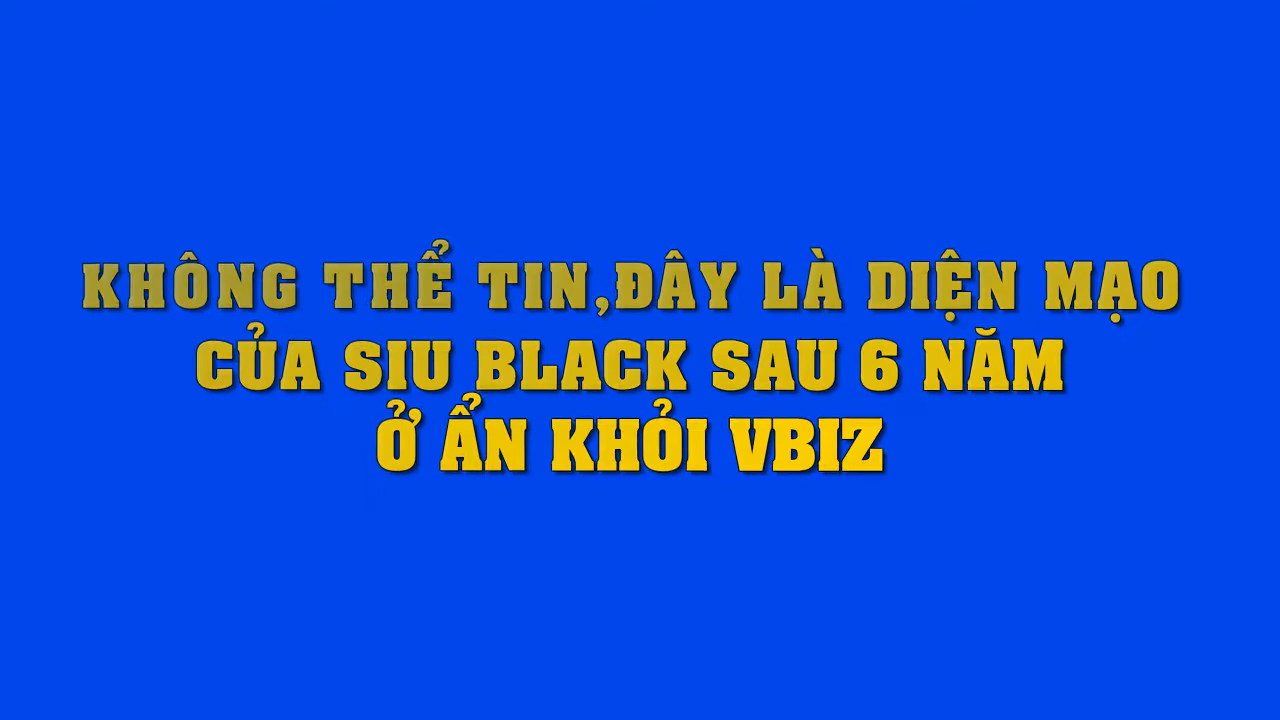 KHÔNG THỂ TIN,ĐÂY LÀ DIỆN MẠO
CỦA SIU BLACK SAU 6 NĂM
Ở ẨN KHỎI VBIZ